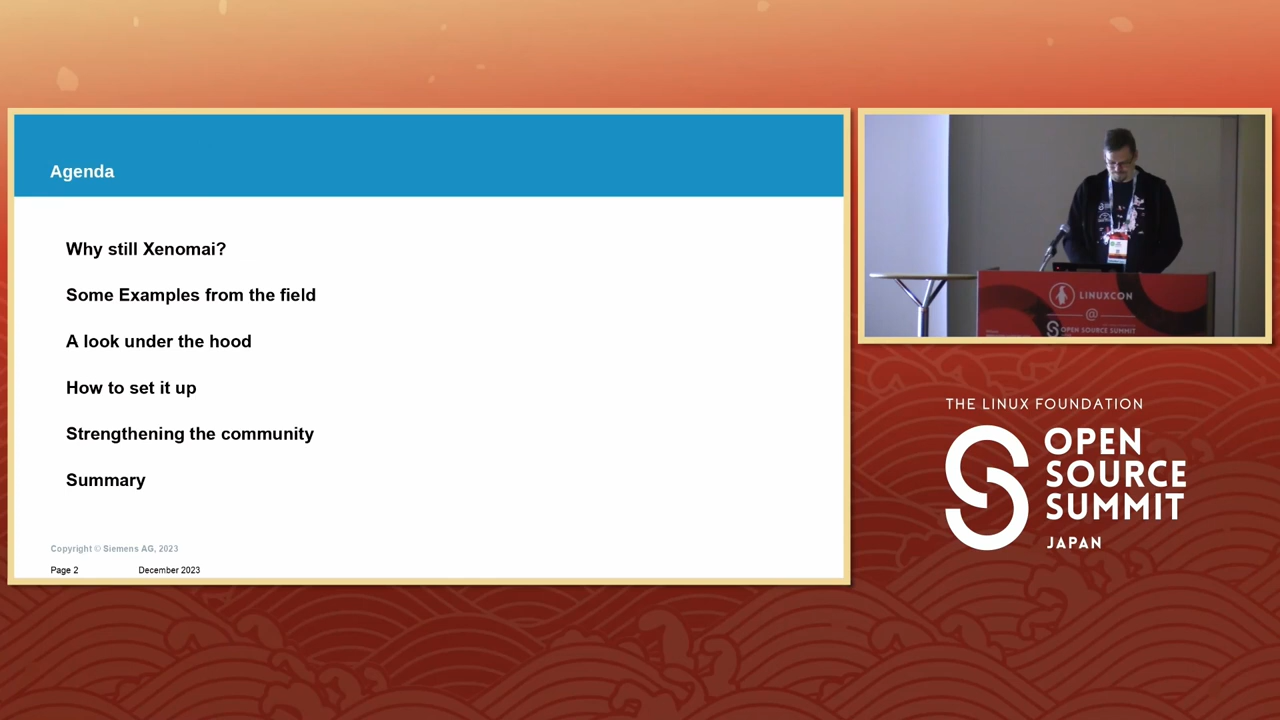 Agenda
Why still Xenomai?
Some Examples from the field
A look under the hood
How to set it up
Strengthening the community
Summary
Copyright © Siemens AG, 2023
Page 2 December 2023
LINUXCON
@
OPEN SOURCE SUMMIT
THE LINUX FOUNDATION
OPEN
SOURCE
SUMMIT
JAPAN